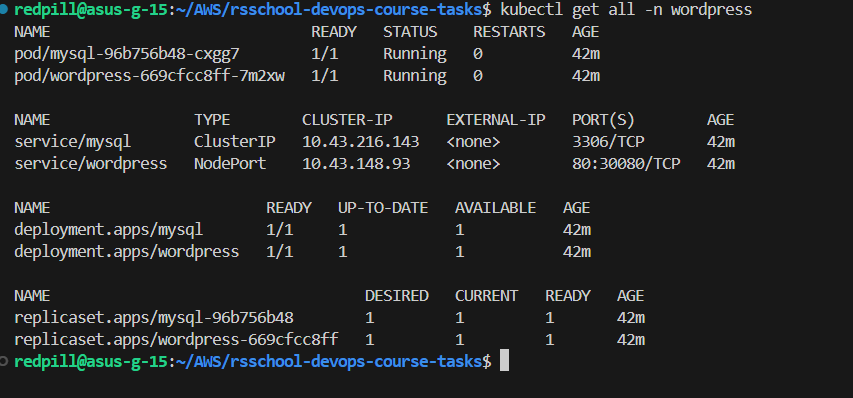 redpill@asus-g-15:~/AWS/rsschool-devops-course-tasks$ kubectl get all -n wordpress
NAME READY STATUS RESTARTS AGE
pod/mysql-96b756b48-cxgg7 1/1 Running 0 42m
pod/wordpress-669cfcc8ff-7m2xw 1/1 Running 0 42m
NAME TYPE CLUSTER-IP EXTERNAL-IP PORT(S) AGE
service/mysql ClusterIP 10.43.216.143 <none> 3306/TCP 42m
service/wordpress NodePort 10.43.148.93 <none> 80:30080/TCP 42m
NAME READY UP-TO-DATE AVAILABLE AGE
deployment.apps/mysql 1/1 1 1 42m
deployment.apps/wordpress 1/1 1 1 42m
NAME DESIRED CURRENT READY AGE
replicaset.apps/mysql-96b756b48 1 1 1 42m
replicaset.apps/wordpress-669cfcc8ff 1 1 1 42m
redpill@asus-g-15:~/AWS/rsschool-devops-course-tasks$